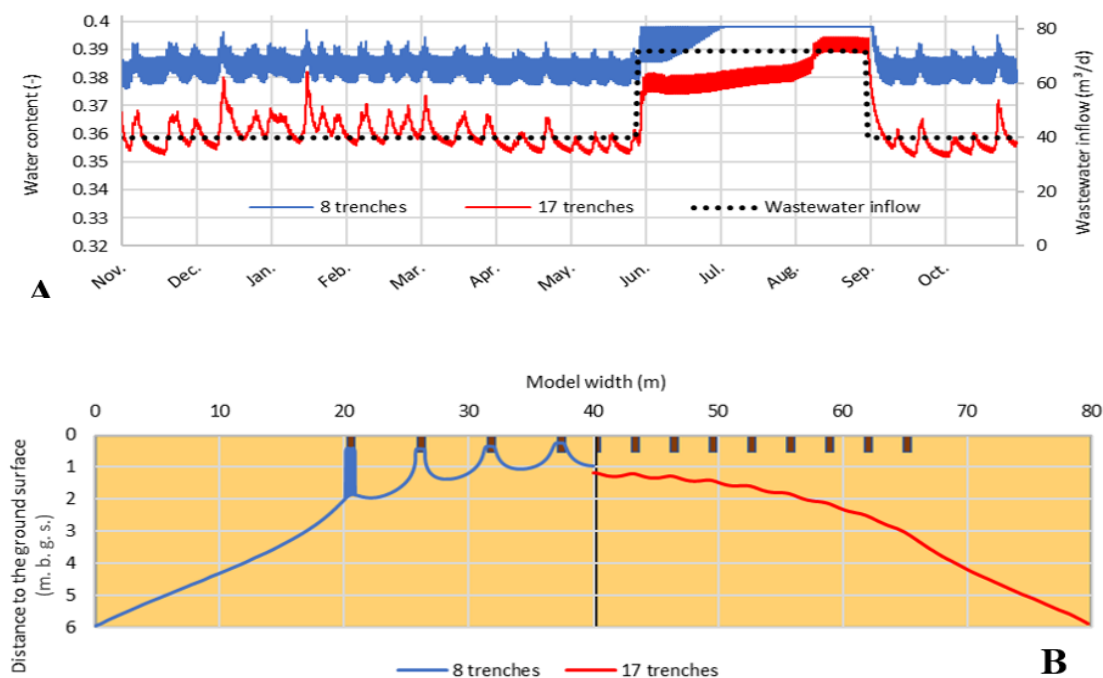 Water content (-)
0.4
0.39
0.38
0.37
0.36
0.35
0.34
0.33
0.32
80
60
40
20
0
Wastewater inflow (m³/d)
8 trenches 17 trenches Wastewater inflow
Nov. Dec. Jan. Feb. Mar. Apr. May. Jun. Jul. Aug. Sep. Oct.
A
Model width (m)
0 10 20 30 40 50 60 70 80
Distance to the ground surface
(m. b. g. s.)
0
1
2
3
4
5
6
B
8 trenches 17 trenches